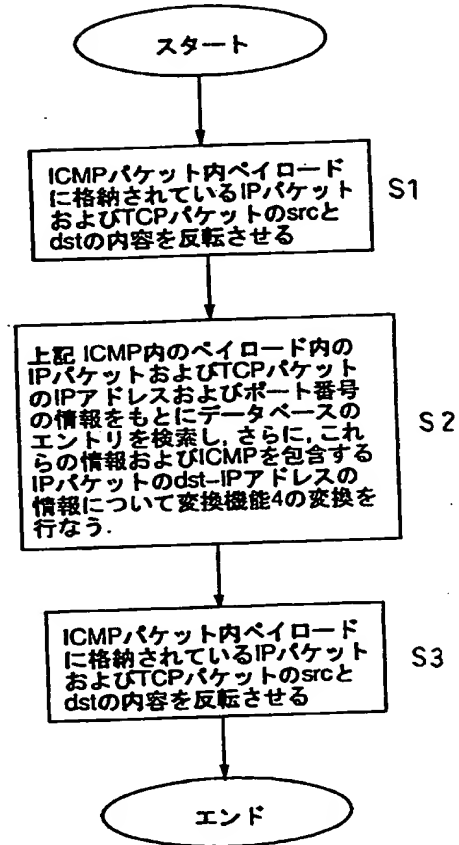 スタート
ICMPパケット内ペイロード
に格納されているIPパケット
およびTCPパケットのsrcと
dstの内容を反転させる
S1
上記 ICMP内のペイロード内の
IPパケットおよびTCPパケット
のIPアドレスおよびポート番号
の情報をもとにデータベースの
エントリを検索し, さらに, これ
らの情報およびICMPを包含する
IPパケットのdst-IPアドレスの
情報について変換機能4の変換を
行なう.
S2
ICMPパケット内ペイロード
に格納されているIPパケット
およびTCPパケットのsrcと
dstの内容を反転させる
S3
エンド